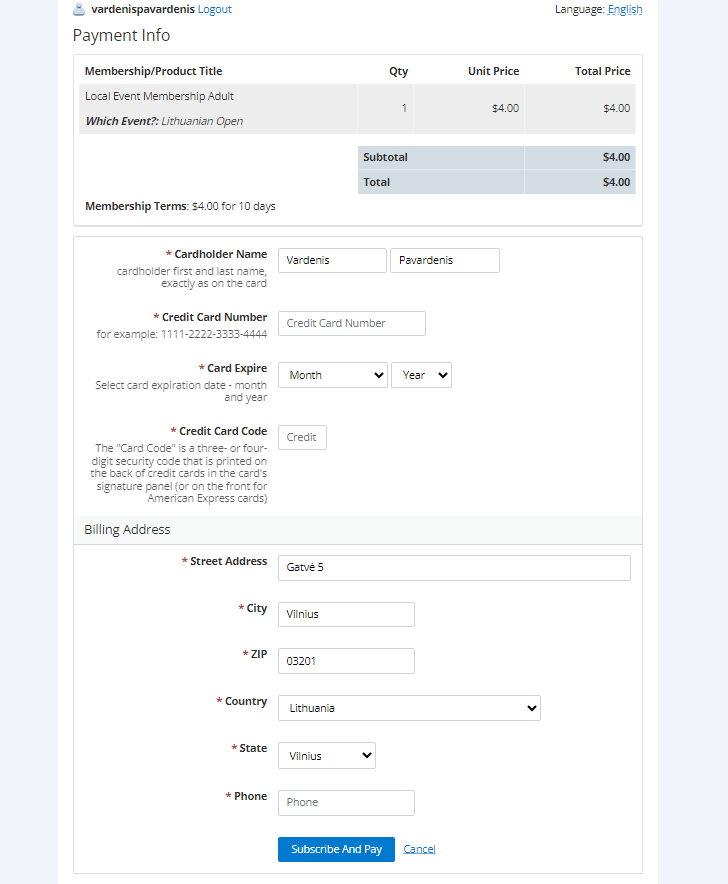 vardenispavardenis Logout Language: English
Payment Info
Membership/Product Title Qty Unit Price Total Price
Local Event Membership Adult
Which Event?: Lithuanian Open
1 $4.00 $4.00
Subtotal $4.00
Total $4.00
Membership Terms: $4.00 for 10 days
* Cardholder Name Vardenis Pavardenis
cardholder first and last name,
exactly as on the card
* Credit Card Number Credit Card Number
for example: 1111-2222-3333-4444
* Card Expire Month Year
Select card expiration date - month
and year
* Credit Card Code Credit
The "Card Code" is a three- or four-
digit security code that is printed on
the back of credit cards in the card's
signature panel (or on the front for
American Express cards)
Billing Address
* Street Address Gatvė 5
* City Vilnius
* ZIP 03201
* Country Lithuania
* State Vilnius
* Phone Phone
Subscribe And Pay Cancel